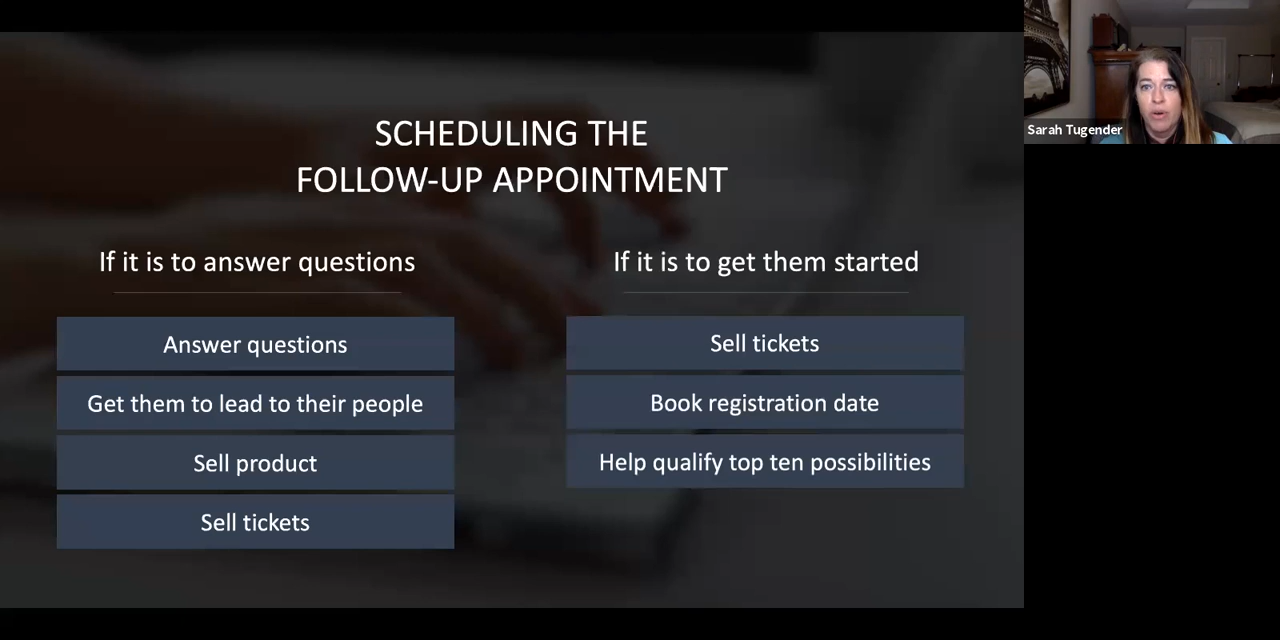 SCHEDULING THE
FOLLOW-UP APPOINTMENT
If it is to answer questions
Answer questions
Get them to lead to their people
Sell product
Sell tickets
If it is to get them started
Sell tickets
Book registration date
Help qualify top ten possibilities
Sarah Tugender